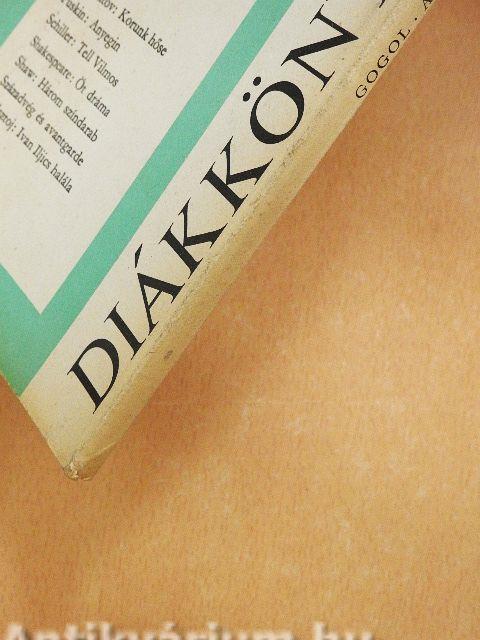 Korunk hőse
Anyegin
Schiller: Tell Vilmos
Shakespeare: Öt dráma
Shaw: Három színdarab
Századvég és avantgarde
Ivan Iljics halála
DIÁKKÖN
GOGOL · A
Antikvárium.hu